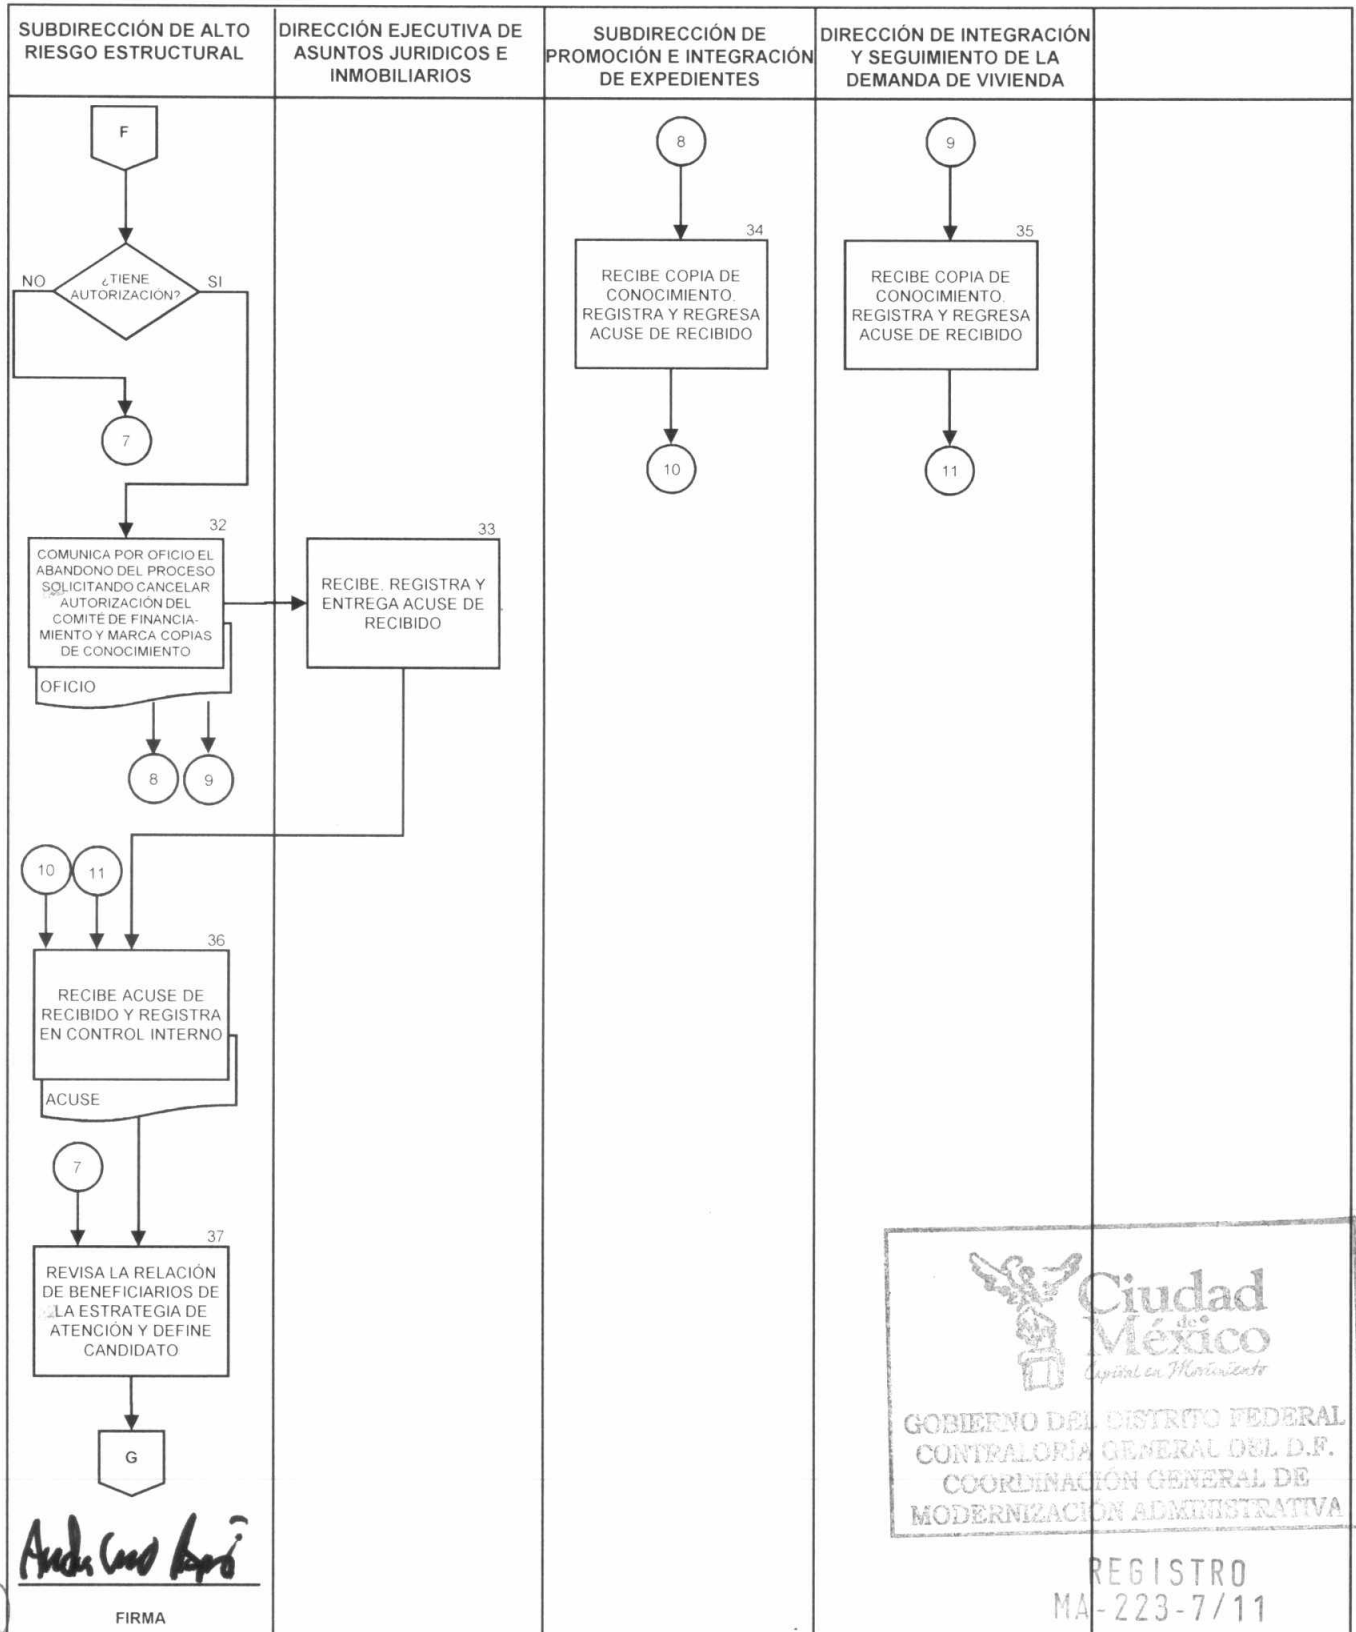 SUBDIRECCIÓN DE ALTO
RIESGO ESTRUCTURAL
DIRECCIÓN EJECUTIVA DE
ASUNTOS JURIDICOS E
INMOBILIARIOS
SUBDIRECCIÓN DE
PROMOCIÓN E INTEGRACIÓN
DE EXPEDIENTES
DIRECCIÓN DE INTEGRACIÓN
Y SEGUIMIENTO DE LA
DEMANDA DE VIVIENDA
F
NO
¿TIENE
AUTORIZACIÓN?
SI
7
32
COMUNICA POR OFICIO EL
ABANDONO DEL PROCESO
SOLICITANDO CANCELAR
AUTORIZACIÓN DEL
COMITÉ DE FINANCIA-
MIENTO Y MARCA COPIAS
DE CONOCIMIENTO
OFICIO
8
9
33
RECIBE. REGISTRA Y
ENTREGA ACUSE DE
RECIBIDO
8
34
RECIBE COPIA DE
CONOCIMIENTO.
REGISTRA Y REGRESA
ACUSE DE RECIBIDO
10
9
35
RECIBE COPIA DE
CONOCIMIENTO.
REGISTRA Y REGRESA
ACUSE DE RECIBIDO
11
10
11
36
RECIBE ACUSE DE
RECIBIDO Y REGISTRA
EN CONTROL INTERNO
ACUSE
7
37
REVISA LA RELACIÓN
DE BENEFICIARIOS DE
LA ESTRATEGIA DE
ATENCIÓN Y DEFINE
CANDIDATO
G
FIRMA
Ciudad
de
México
Capital en Movimiento
GOBIERNO DEL DISTRITO FEDERAL
CONTRALORÍA GENERAL DEL D.F.
COORDINACIÓN GENERAL DE
MODERNIZACIÓN ADMINISTRATIVA
REGISTRO
MA-223-7/11